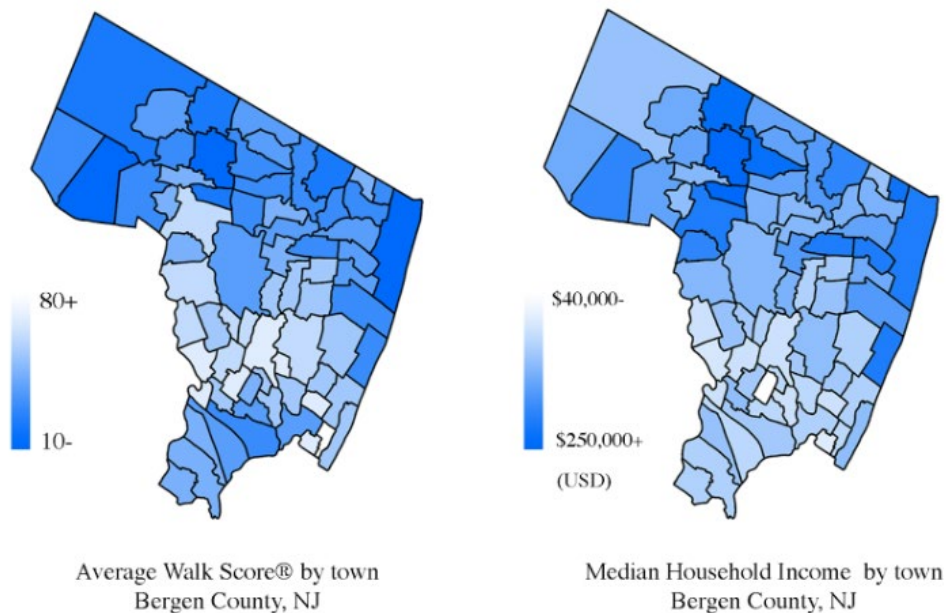 80+
10-
Average Walk Score® by town
Bergen County, NJ
$40,000-
$250,000+
(USD)
Median Household Income by town
Bergen County, NJ